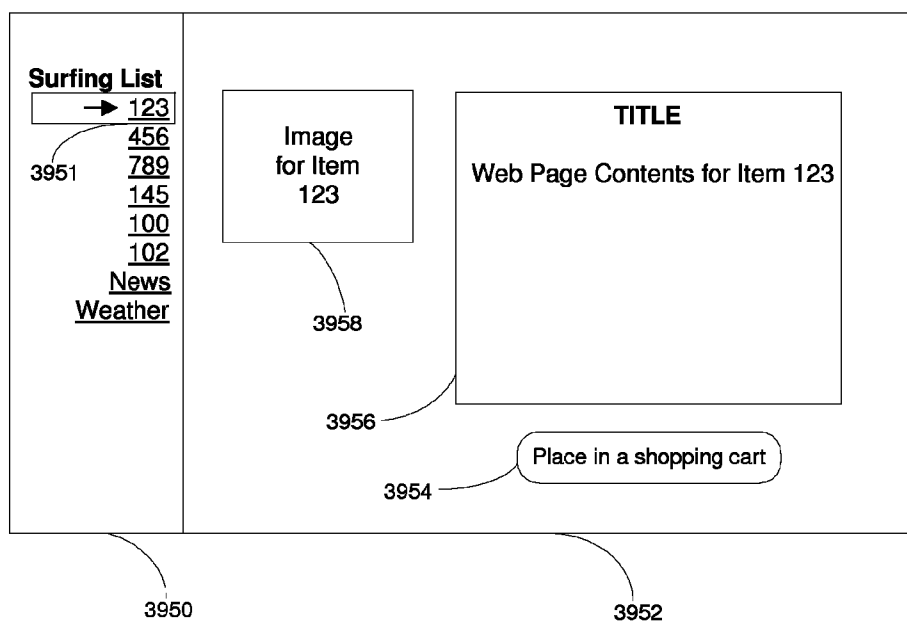 Surfing List
→ 123
456
789
145
100
102
News
Weather
3951
Image
for Item
123
3958
TITLE
Web Page Contents for Item 123
3956
Place in a shopping cart
3954
3950
3952